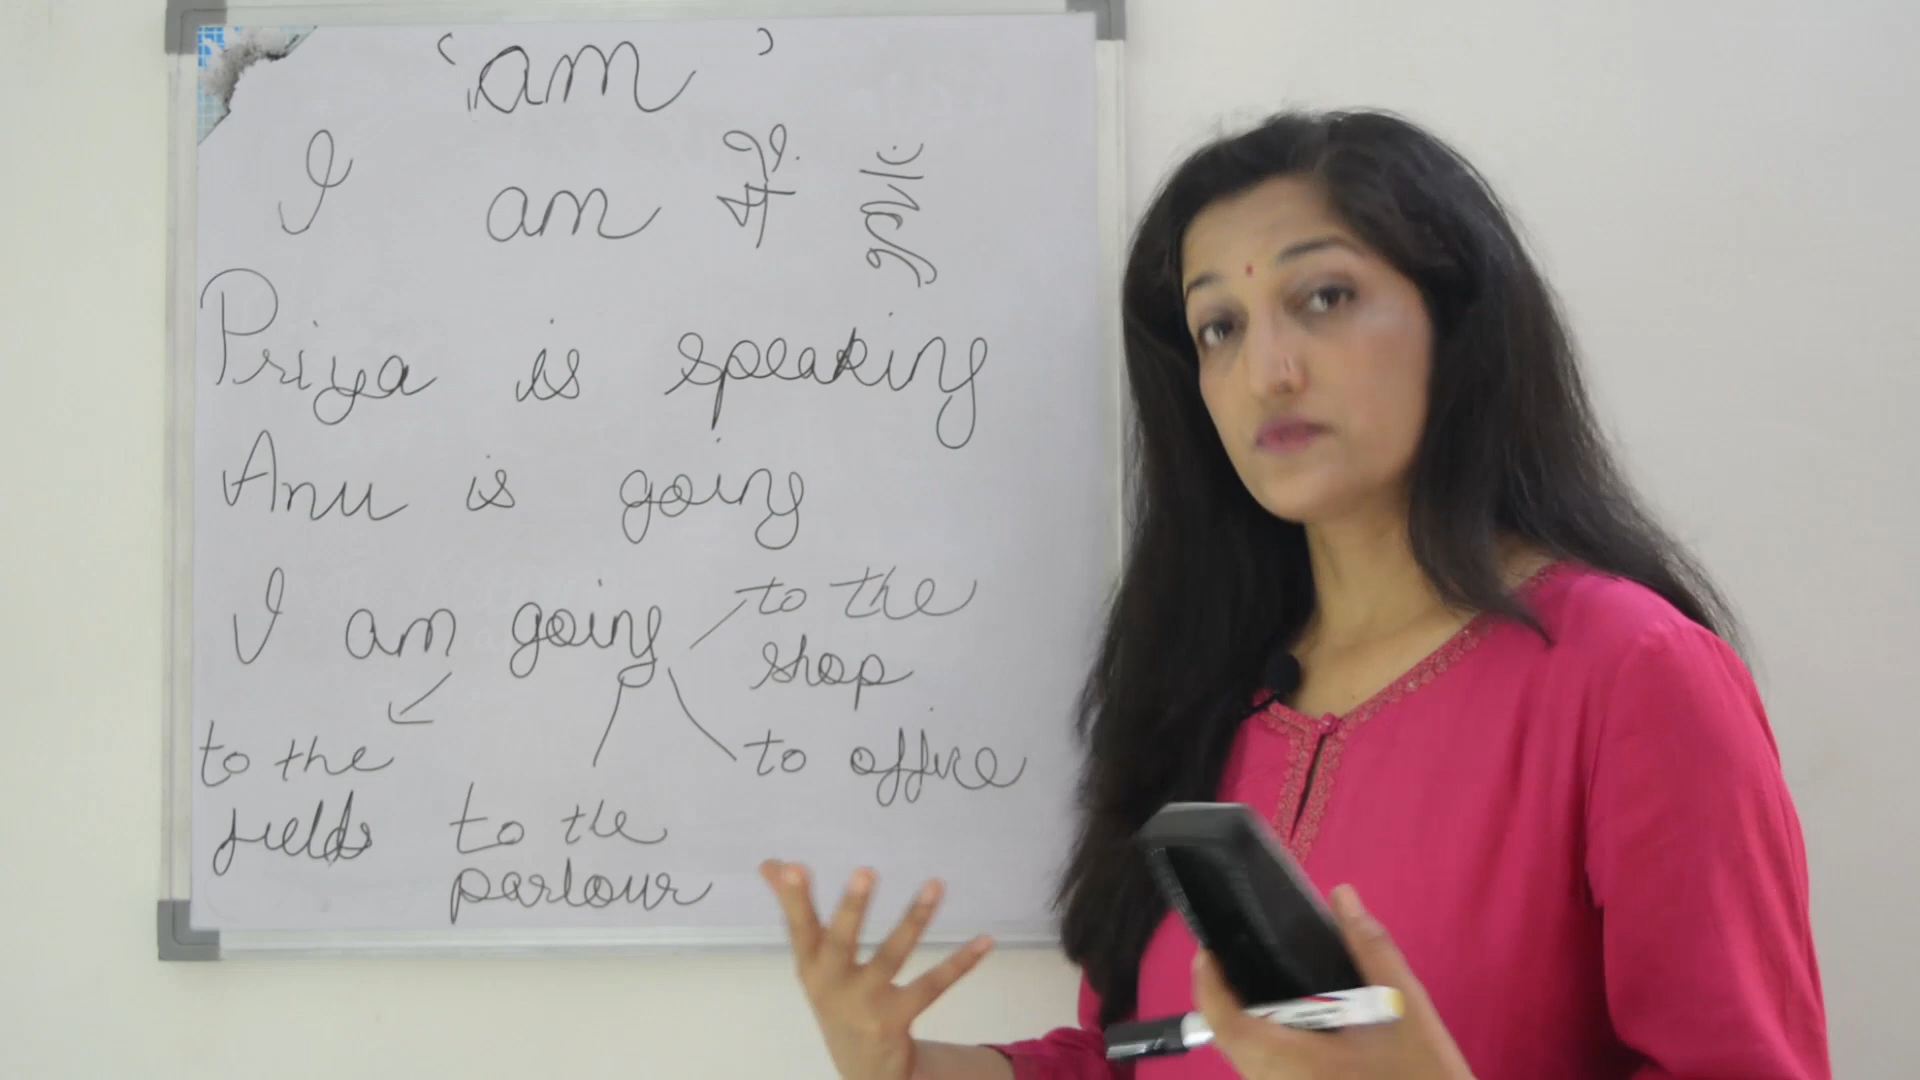 'am'
I am
Priya is speaking
Anu is going
I am going
to the
shop
to office
to the
parlour
to the
fields